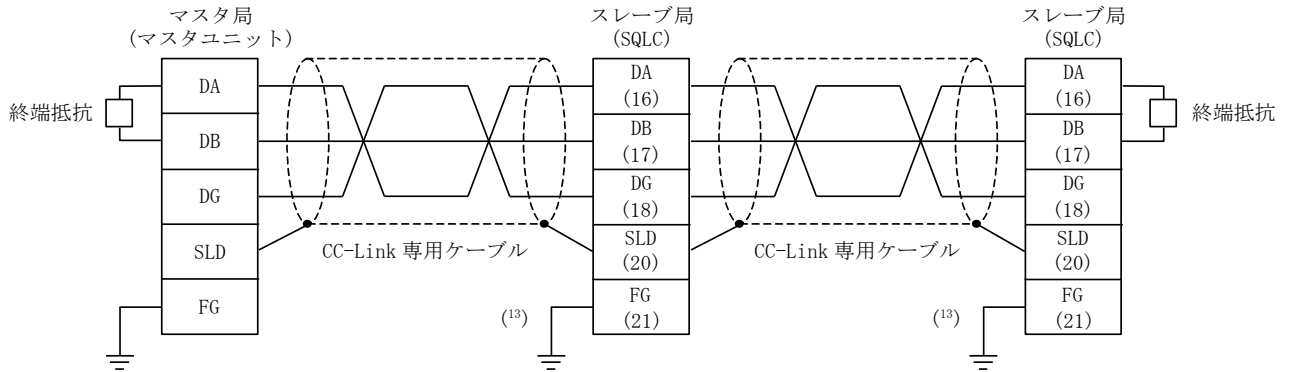 マスタ局
(マスタユニット)
終端抵抗
DA
DB
DG
SLD
FG
CC-Link 専用ケーブル
スレーブ局
(SQLC)
DA
(16)
DB
(17)
DG
(18)
SLD
(20)
FG
(21)
(13)
CC-Link 専用ケーブル
スレーブ局
(SQLC)
DA
(16)
DB
(17)
DG
(18)
SLD
(20)
FG
(21)
(13)
終端抵抗